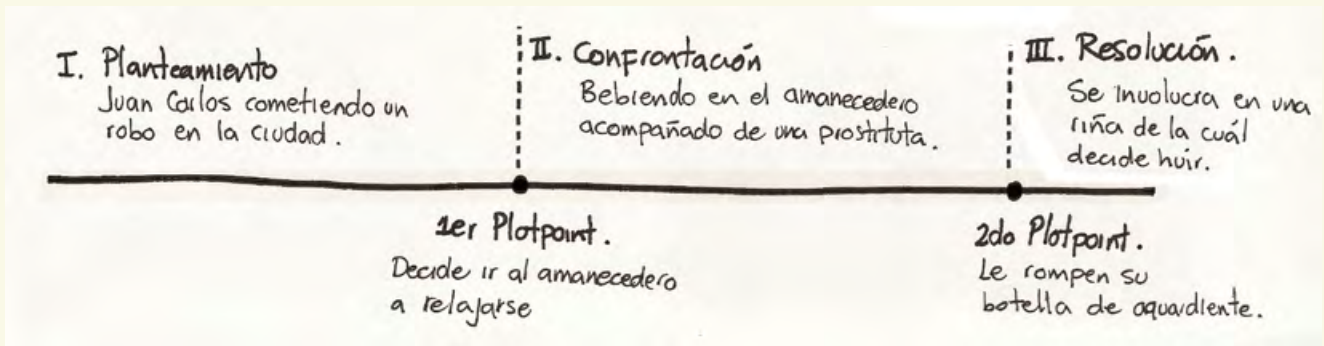 I. Planteamiento
Juan Carlos cometiendo un
robo en la ciudad.
II. Confrontación
Bebiendo en el amanecedero
acompañado de una prostituta.
III. Resolución.
Se involucra en una
riña de la cuál
decide huir.
1er Plotpoint.
Decide ir al amanecedero
a relajarse
2do Plotpoint.
Le rompen su
botella de aguardiente.